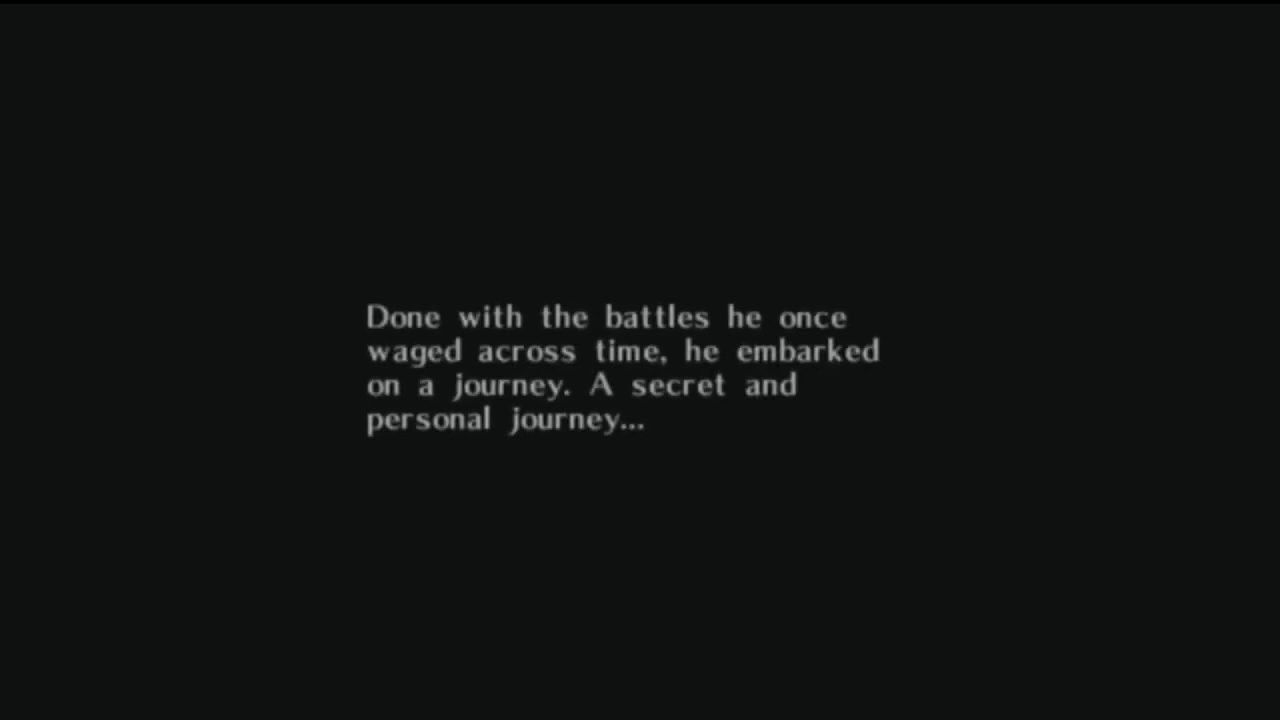 Done with the battles he once
waged across time, he embarked
on a journey. A secret and
personal journey...